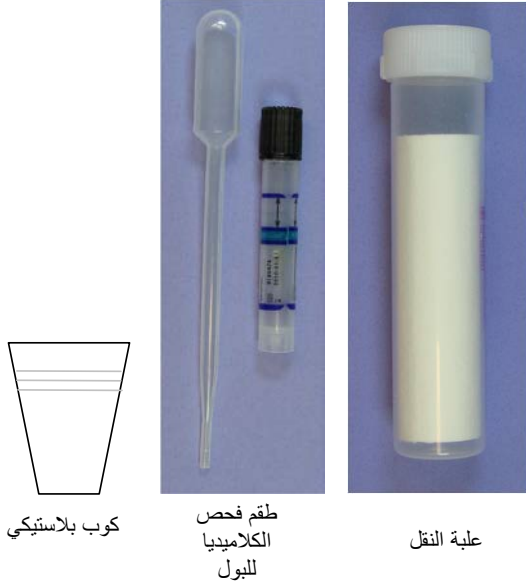 كوب بلاستيكي
طقم فحص
الكلاميديا
للبول
علبة النقل